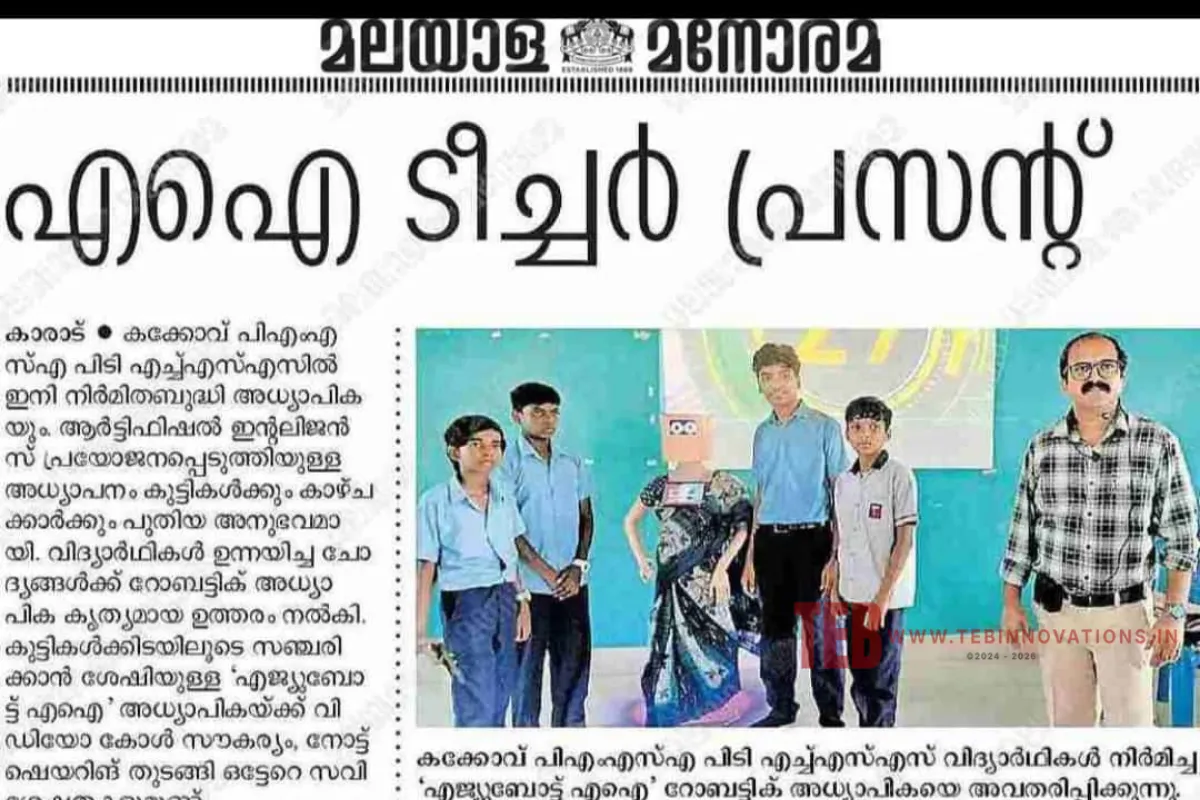 മലയാള മനോരമ
ESTABLISHED 1888
എഐ ടീച്ചർ പ്രസന്റ്
കാരാട് ● കക്കോവ് പിഎംഎ
സ്എ പിടി എച്ച്എസ്എസിൽ
ഇനി നിർമിതബുദ്ധി അധ്യാപിക
യും. ആർട്ടിഫിഷൽ ഇന്റലിജൻ
സ് പ്രയോജനപ്പെടുത്തിയുള്ള
അധ്യാപനം കുട്ടികൾക്കും കാഴ്ച
ക്കാർക്കും പുതിയ അനുഭവമാ
യി. വിദ്യാർഥികൾ ഉന്നയിച്ച ചോ
ദ്യങ്ങൾക്ക് റോബട്ടിക് അധ്യാ
പിക കൃത്യമായ ഉത്തരം നൽകി.
കുട്ടികൾക്കിടയിലൂടെ സഞ്ചരി
ക്കാൻ ശേഷിയുള്ള ‘എജ്യുബോ
ട്ട് എഐ’ അധ്യാപികയ്ക്ക് വി
ഡിയോ കോൾ സൗകര്യം, നോട്ട്
ഷെയറിങ് തുടങ്ങി ഒട്ടേറെ സവി
TEB WWW.TEBINNOVATIONS.IN
©2024 - 2026
കക്കോവ് പിഎംഎസ്എ പിടി എച്ച്എസ്എസ് വിദ്യാർഥികൾ നിർമിച്ച
‘എജ്യുബോട്ട് എഐ’ റോബട്ടിക് അധ്യാപികയെ അവതരിപ്പിക്കുന്നു.